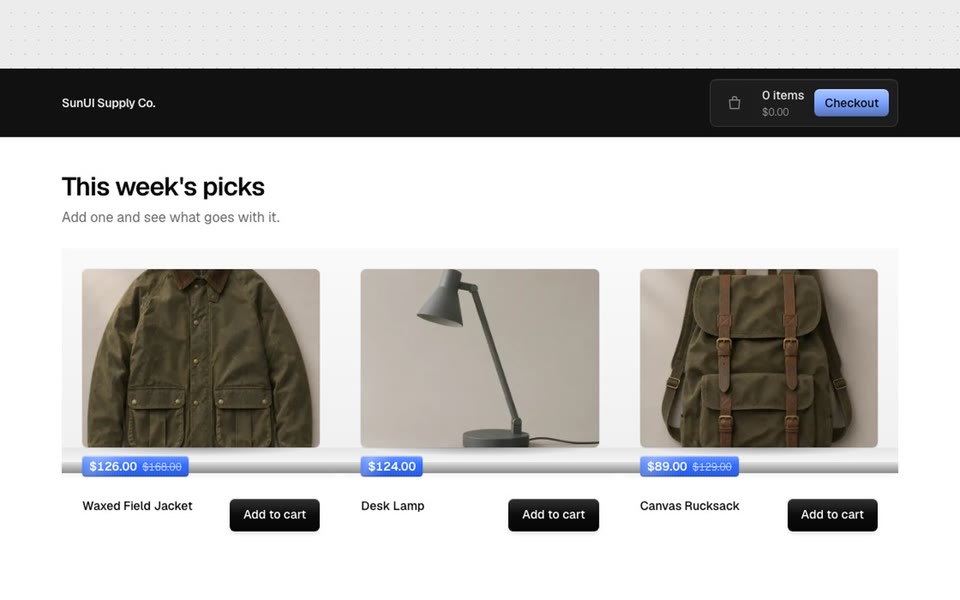 SunUI Supply Co.
0 items
$0.00
Checkout
This week's picks
Add one and see what goes with it.
$126.00 $168.00
$124.00
$89.00 $129.00
Waxed Field Jacket
Add to cart
Desk Lamp
Add to cart
Canvas Rucksack
Add to cart